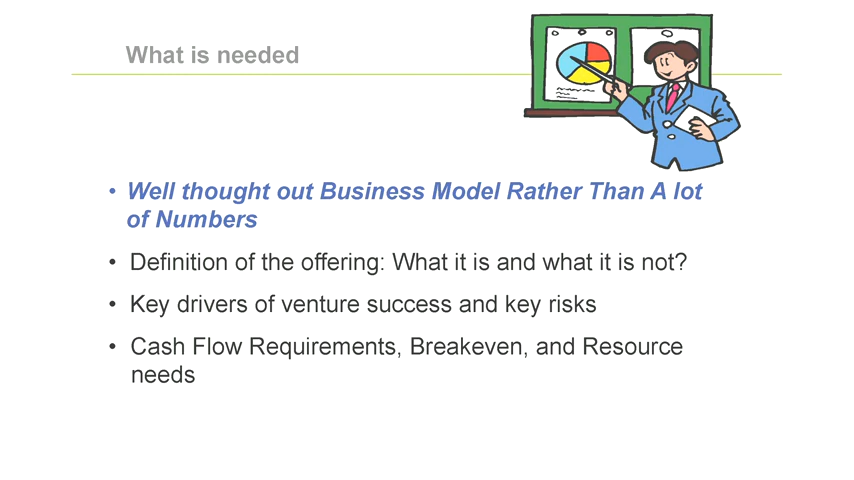 What is needed
• Well thought out Business Model Rather Than A lot
of Numbers
• Definition of the offering: What it is and what it is not?
• Key drivers of venture success and key risks
• Cash Flow Requirements, Breakeven, and Resource
needs